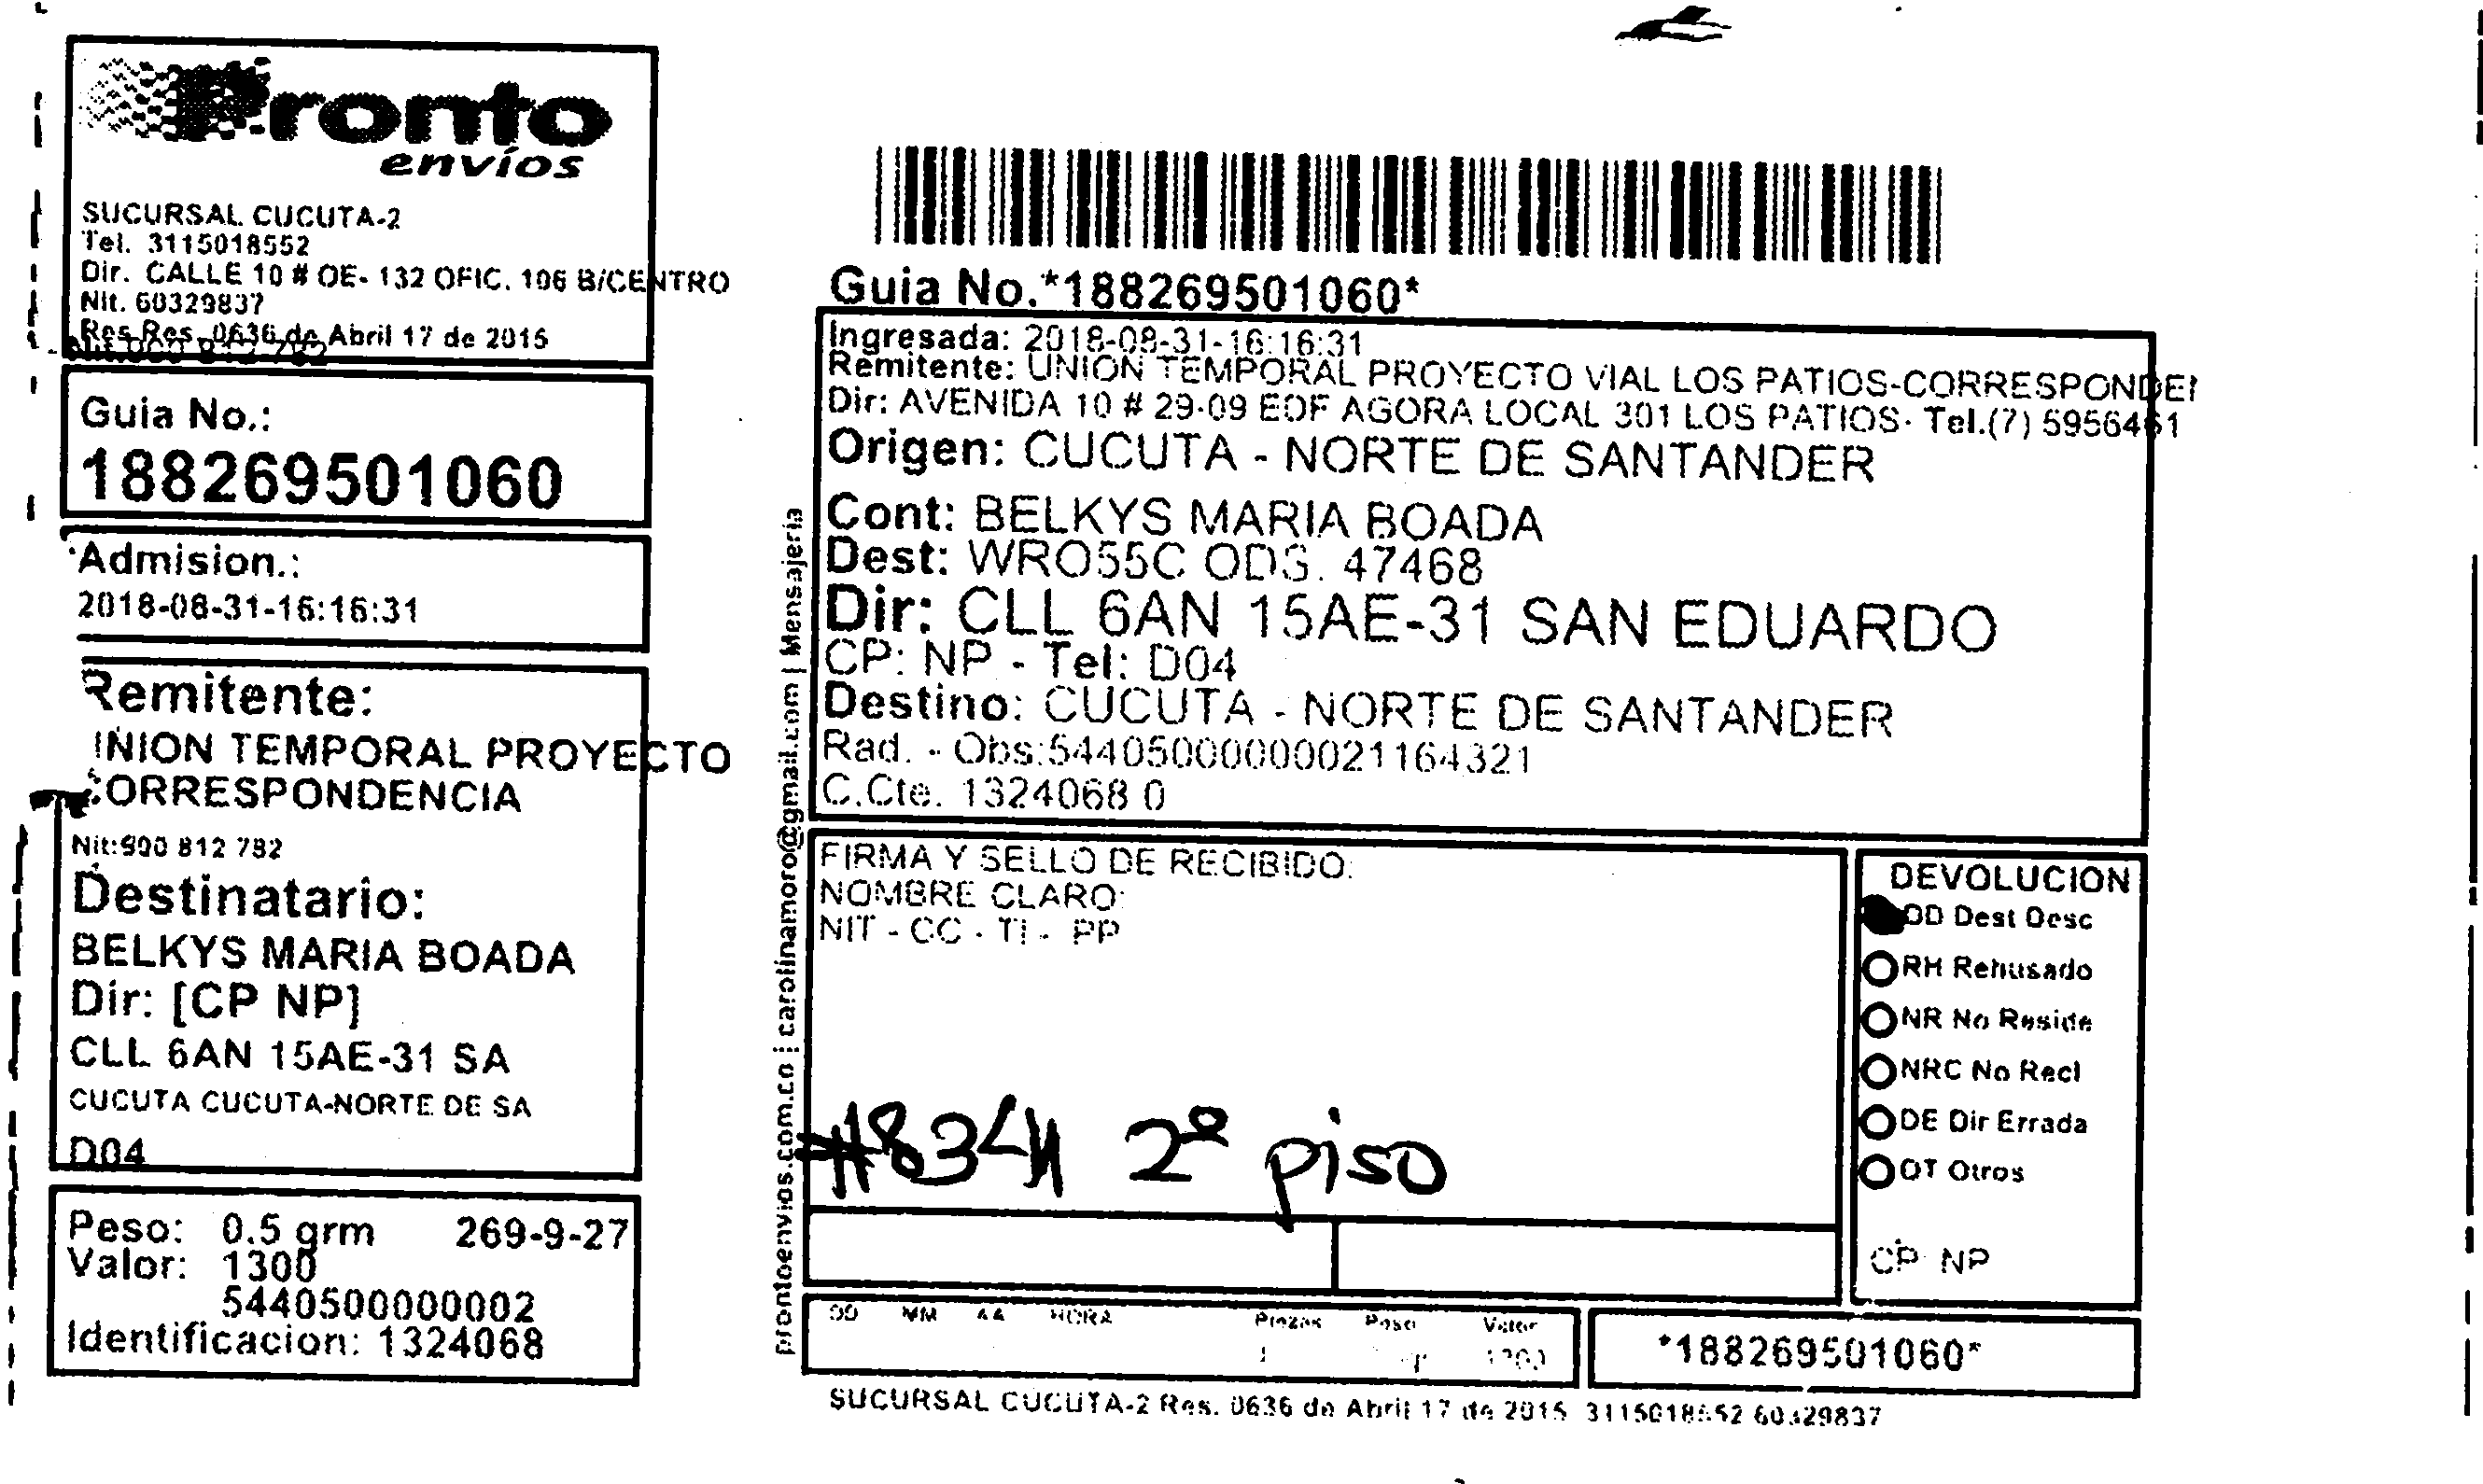 Pronto
envíos
SUCURSAL CUCUTA-2
Tel. 3115018552
Dir. CALLE 10 # OE- 132 OFIC. 106 B/CENTRO
Nit. 60329837
Res Res. 0636 de Abril 17 de 2015
Guia No.:
188269501060
Admision.:
2018-08-31-16:16:31
Remitente:
UNION TEMPORAL PROYECTO
CORRESPONDENCIA
Nit:900 812 782
Destinatario:
BELKYS MARIA BOADA
Dir: [CP NP]
CLL 6AN 15AE-31 SA
CUCUTA CUCUTA-NORTE DE SA
D04
Peso: 0.5 grm 269-9-27
Valor: 1300
5440500000002
Identificacion: 1324068
prontoenvios.com.co | carolinamoro@gmail.com | Mensajeria
Guia No.*188269501060*
Ingresada: 2018-08-31-16:16:31
Remitente: UNION TEMPORAL PROYECTO VIAL LOS PATIOS-CORRESPONDEN
Dir: AVENIDA 10 # 29-09 EDF AGORA LOCAL 301 LOS PATIOS- Tel.(7) 5956461
Origen: CUCUTA - NORTE DE SANTANDER
Cont: BELKYS MARIA BOADA
Dest: WRO55C ODS. 47468
Dir: CLL 6AN 15AE-31 SAN EDUARDO
CP: NP - Tel: D04
Destino: CUCUTA - NORTE DE SANTANDER
Rad. - Obs:544050000000021164321
C.Cte. 1324068 0
FIRMA Y SELLO DE RECIBIDO:
NOMBRE CLARO:
NIT - CC - TI - PP
2º piso
DEVOLUCION
DD Dest Desc
RH Rehusado
NR No Reside
NRC No Recl
DE Dir Errada
OT Otros
CP: NP
DD MM AA HORA Piezas Peso Valor
1 1300
*188269501060*
SUCURSAL CUCUTA-2 Res. 0636 de Abril 17 de 2015 3115018552 60329837